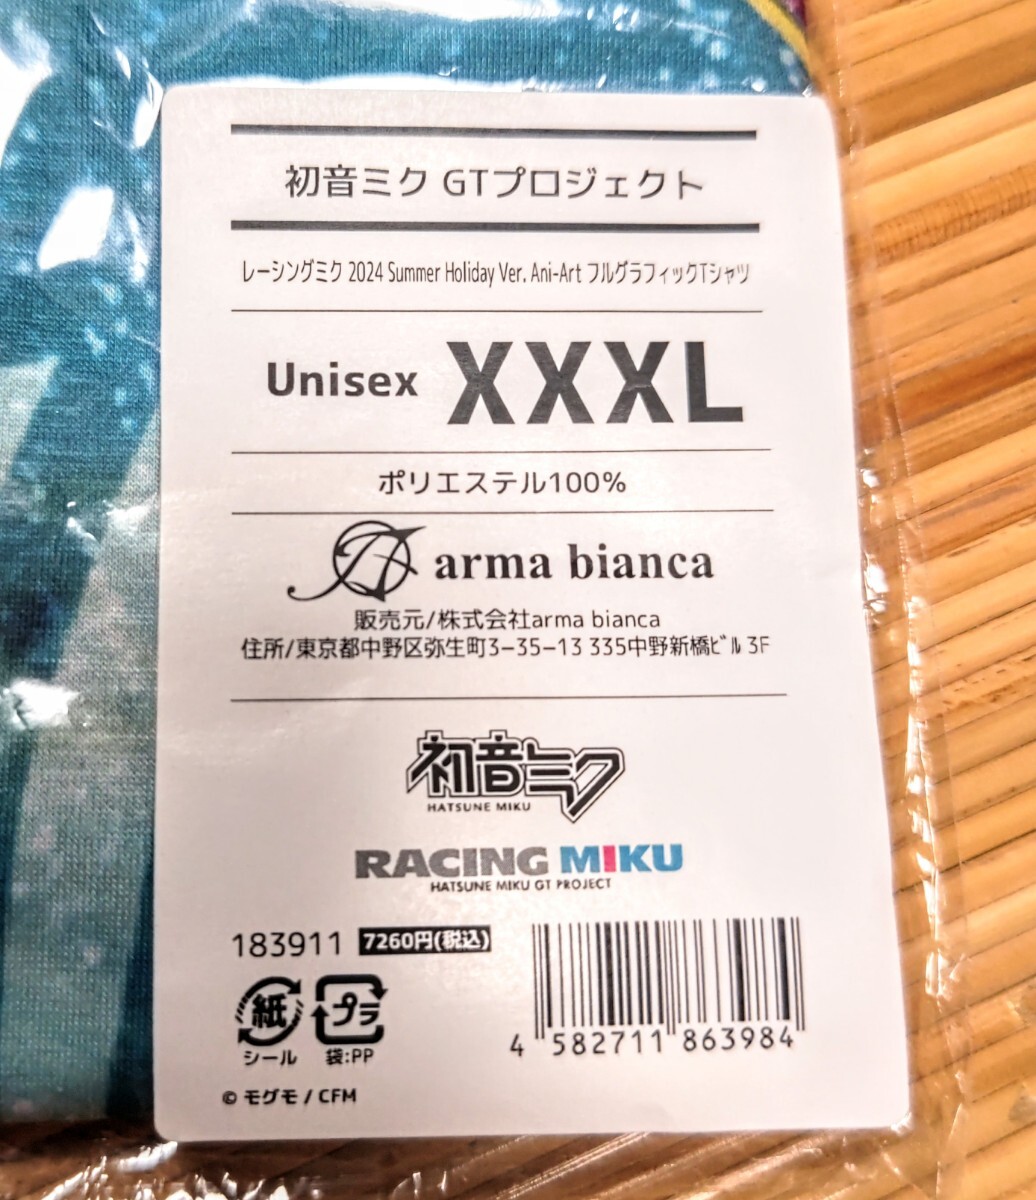 初音ミク GTプロジェクト
レーシングミク 2024 Summer Holiday Ver. Ani-Art フルグラフィックTシャツ
Unisex XXXL
ポリエステル100%
arma bianca
販売元/株式会社arma bianca
住所/東京都中野区弥生町3−35−13 335中野新橋ﾋﾞﾙ 3F
初音ミク
HATSUNE MIKU
RACING MIKU
HATSUNE MIKU GT PROJECT
183911 7260円(税込)
紙 プラ
シール 袋:PP
4 582711 863984
© モグモ / CFM